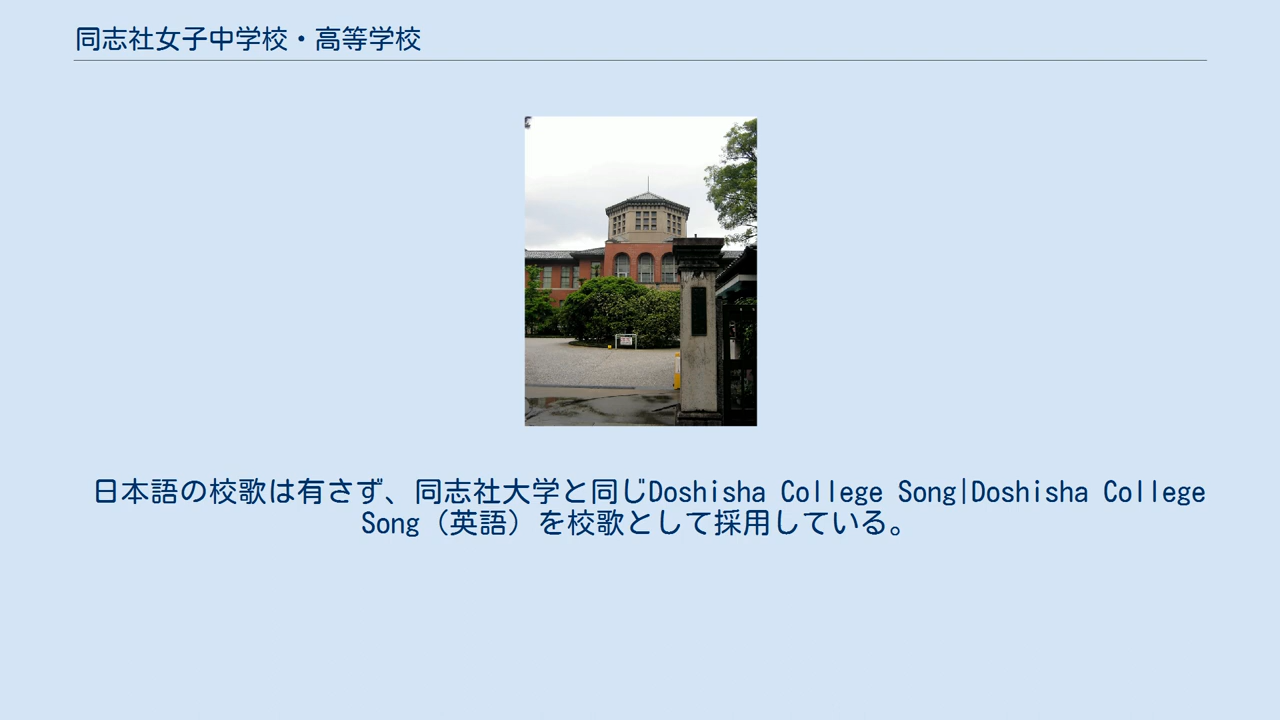 同志社女子中学校・高等学校
日本語の校歌は有さず、同志社大学と同じDoshisha College Song|Doshisha College
Song（英語）を校歌として採用している。